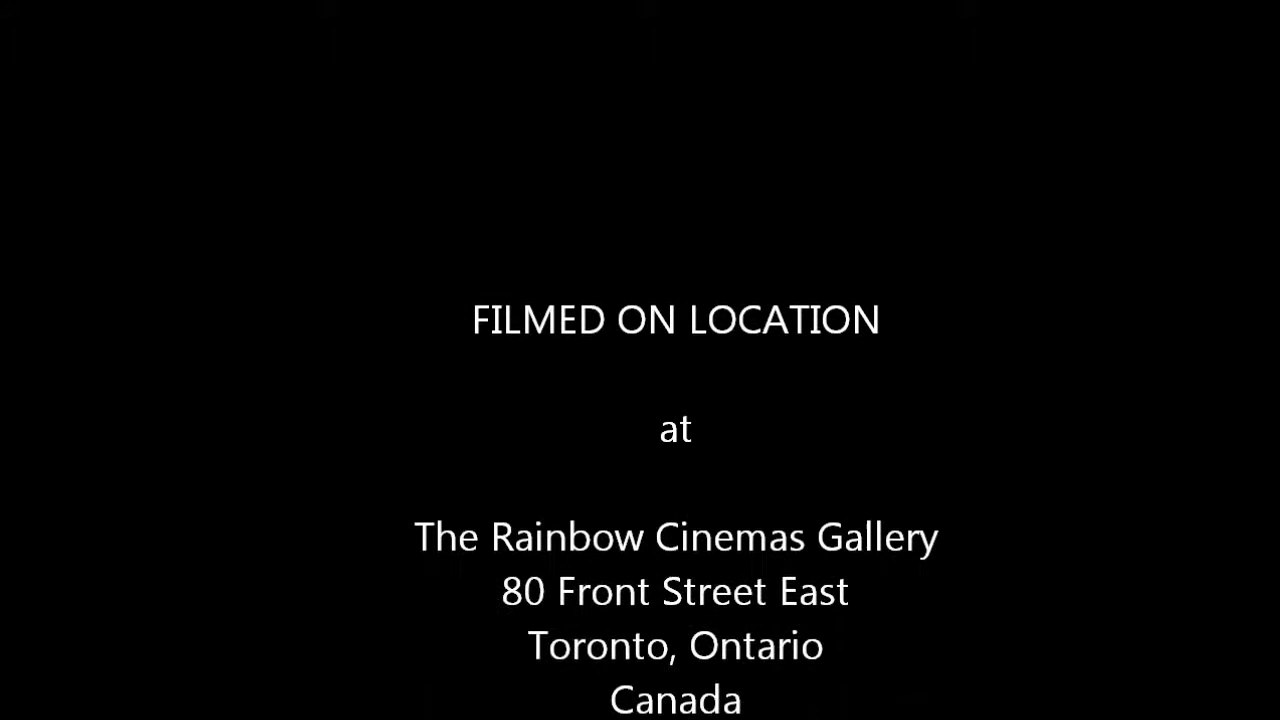 FILMED ON LOCATION
at
The Rainbow Cinemas Gallery
80 Front Street East
Toronto, Ontario
Canada